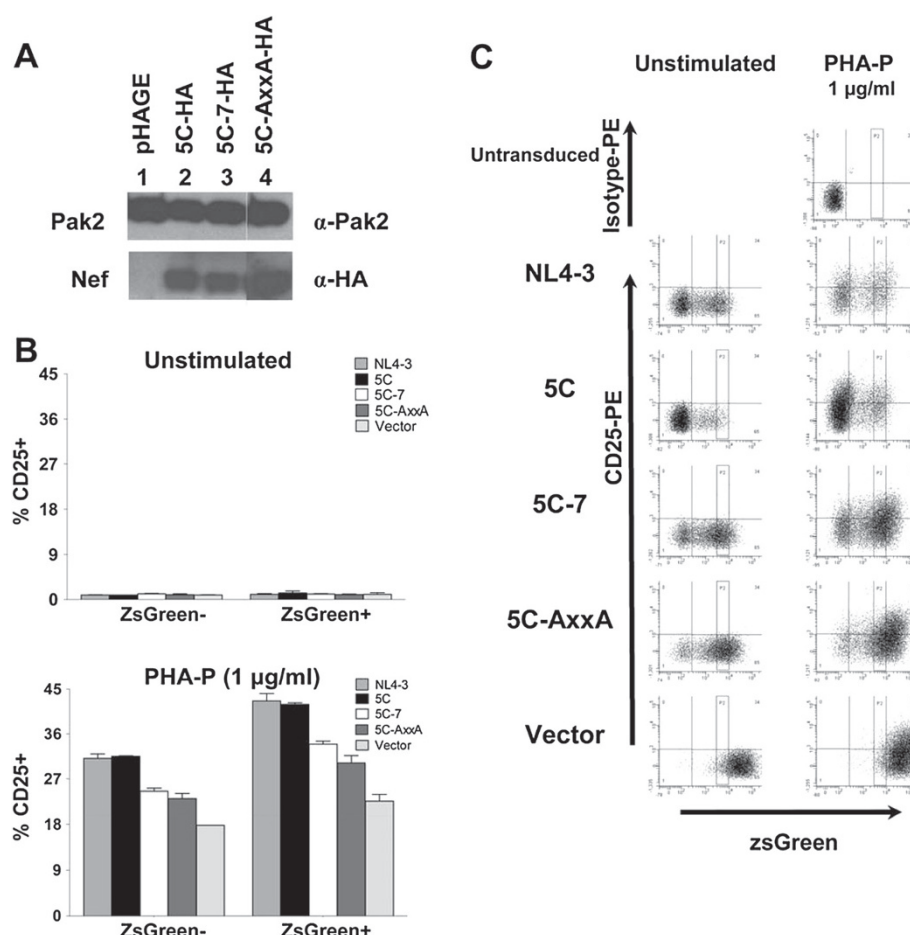 A
pHAGE
5C-HA
5C-7-HA
5C-AxxA-HA
1 2 3 4
Pak2 α-Pak2
Nef α-HA
B
Unstimulated
NL4-3
5C
5C-7
5C-AxxA
Vector
% CD25+
45
36
27
18
9
0
ZsGreen- ZsGreen+
PHA-P (1 μg/ml)
NL4-3
5C
5C-7
5C-AxxA
Vector
% CD25+
45
36
27
18
9
0
ZsGreen- ZsGreen+
C
Unstimulated PHA-P
1 μg/ml
Untransduced
Isotype-PE
NL4-3
5C
CD25-PE
5C-7
5C-AxxA
Vector
zsGreen